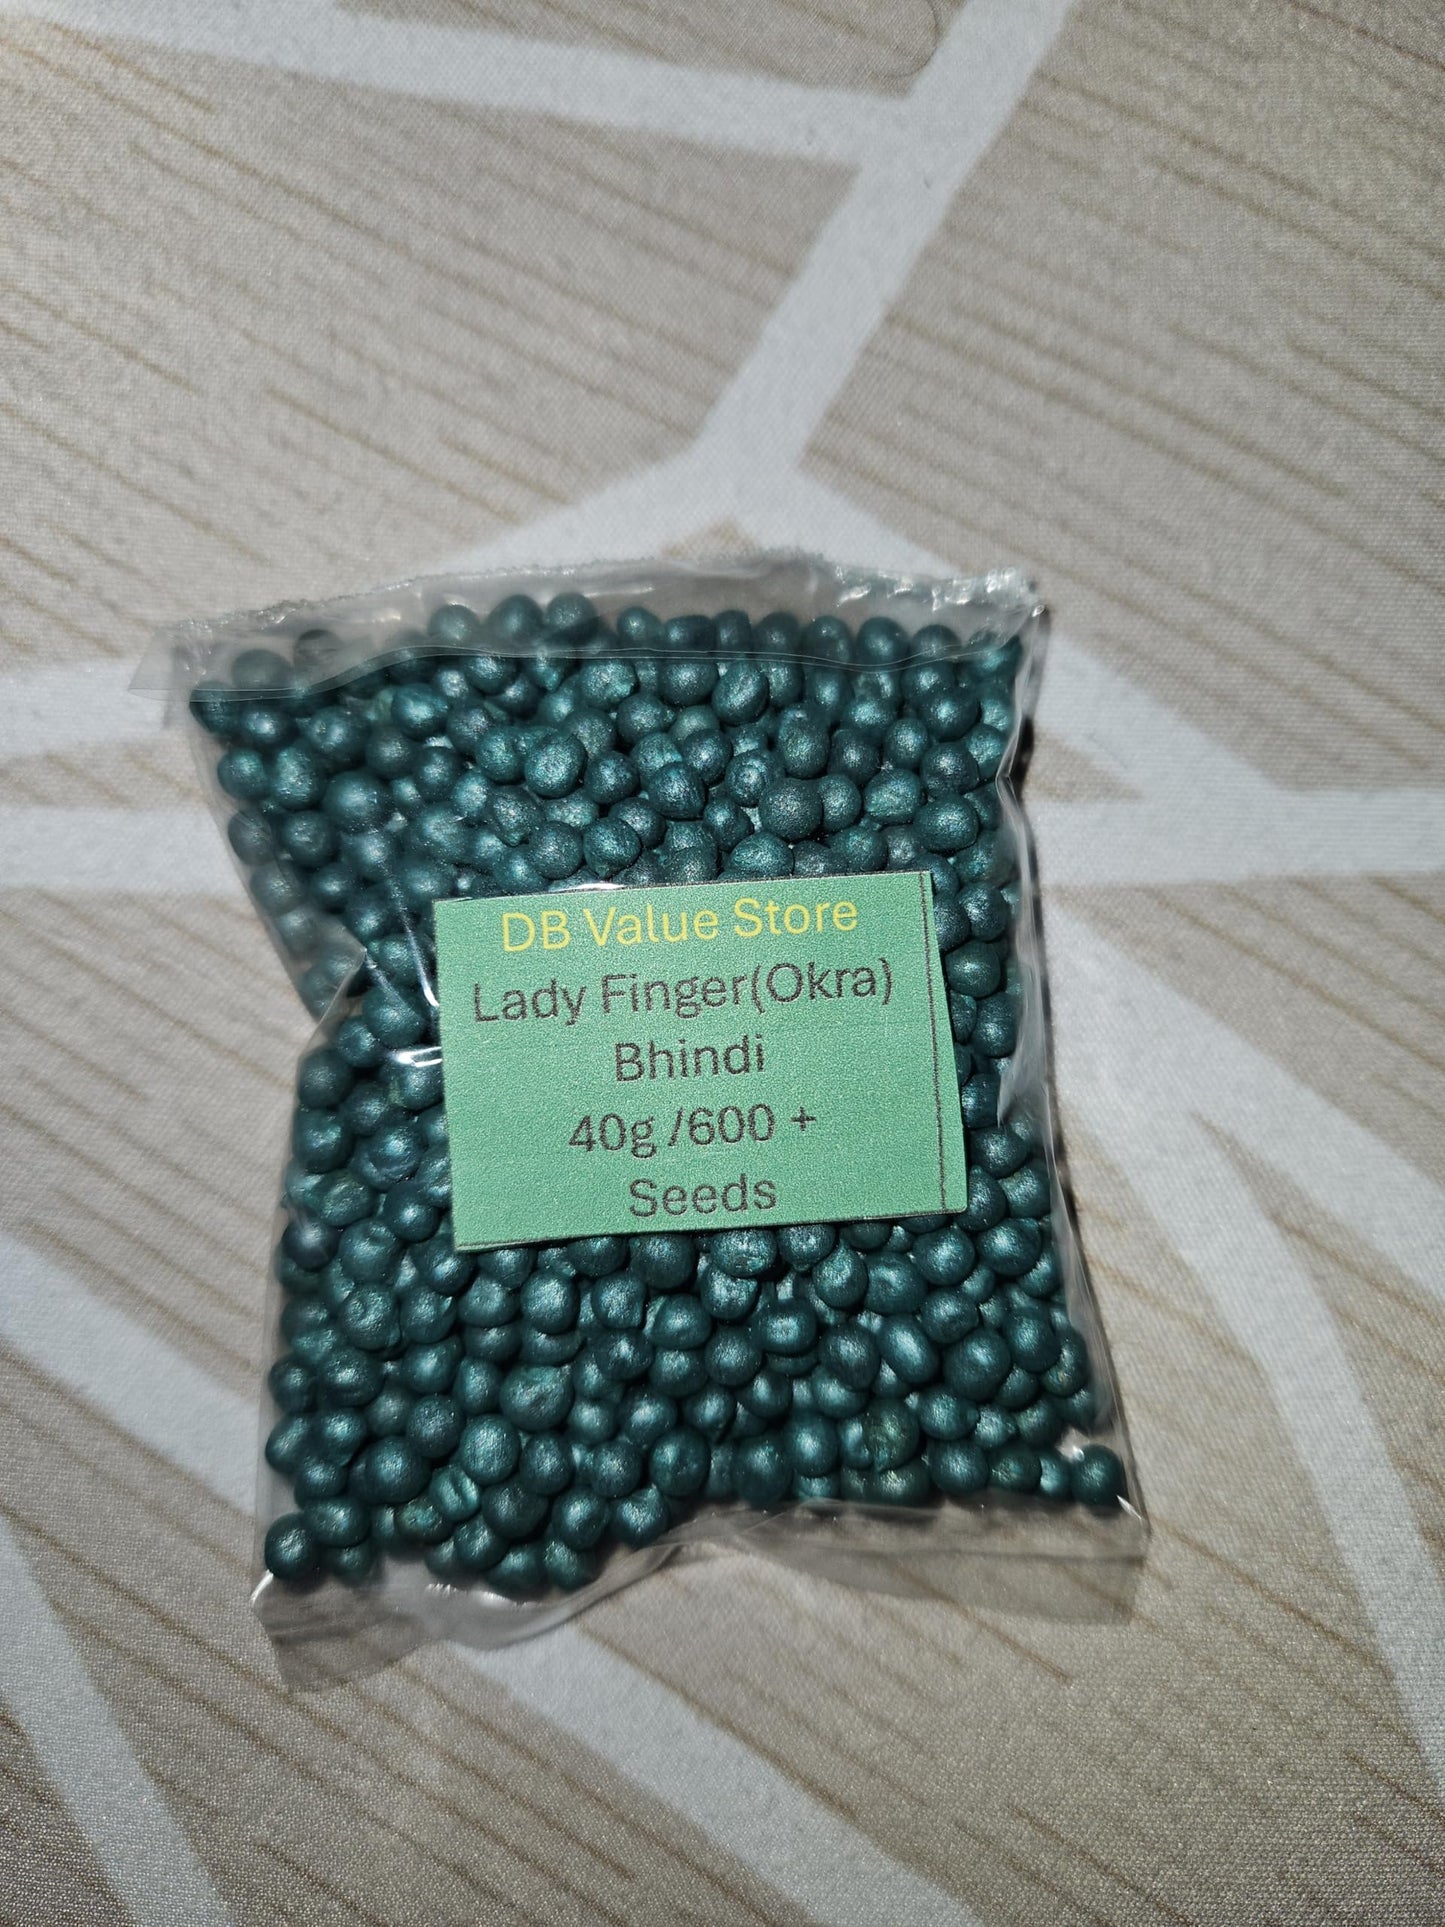 DB Value Store
Lady Finger(Okra)
Bhindi
40g /600 +
Seeds